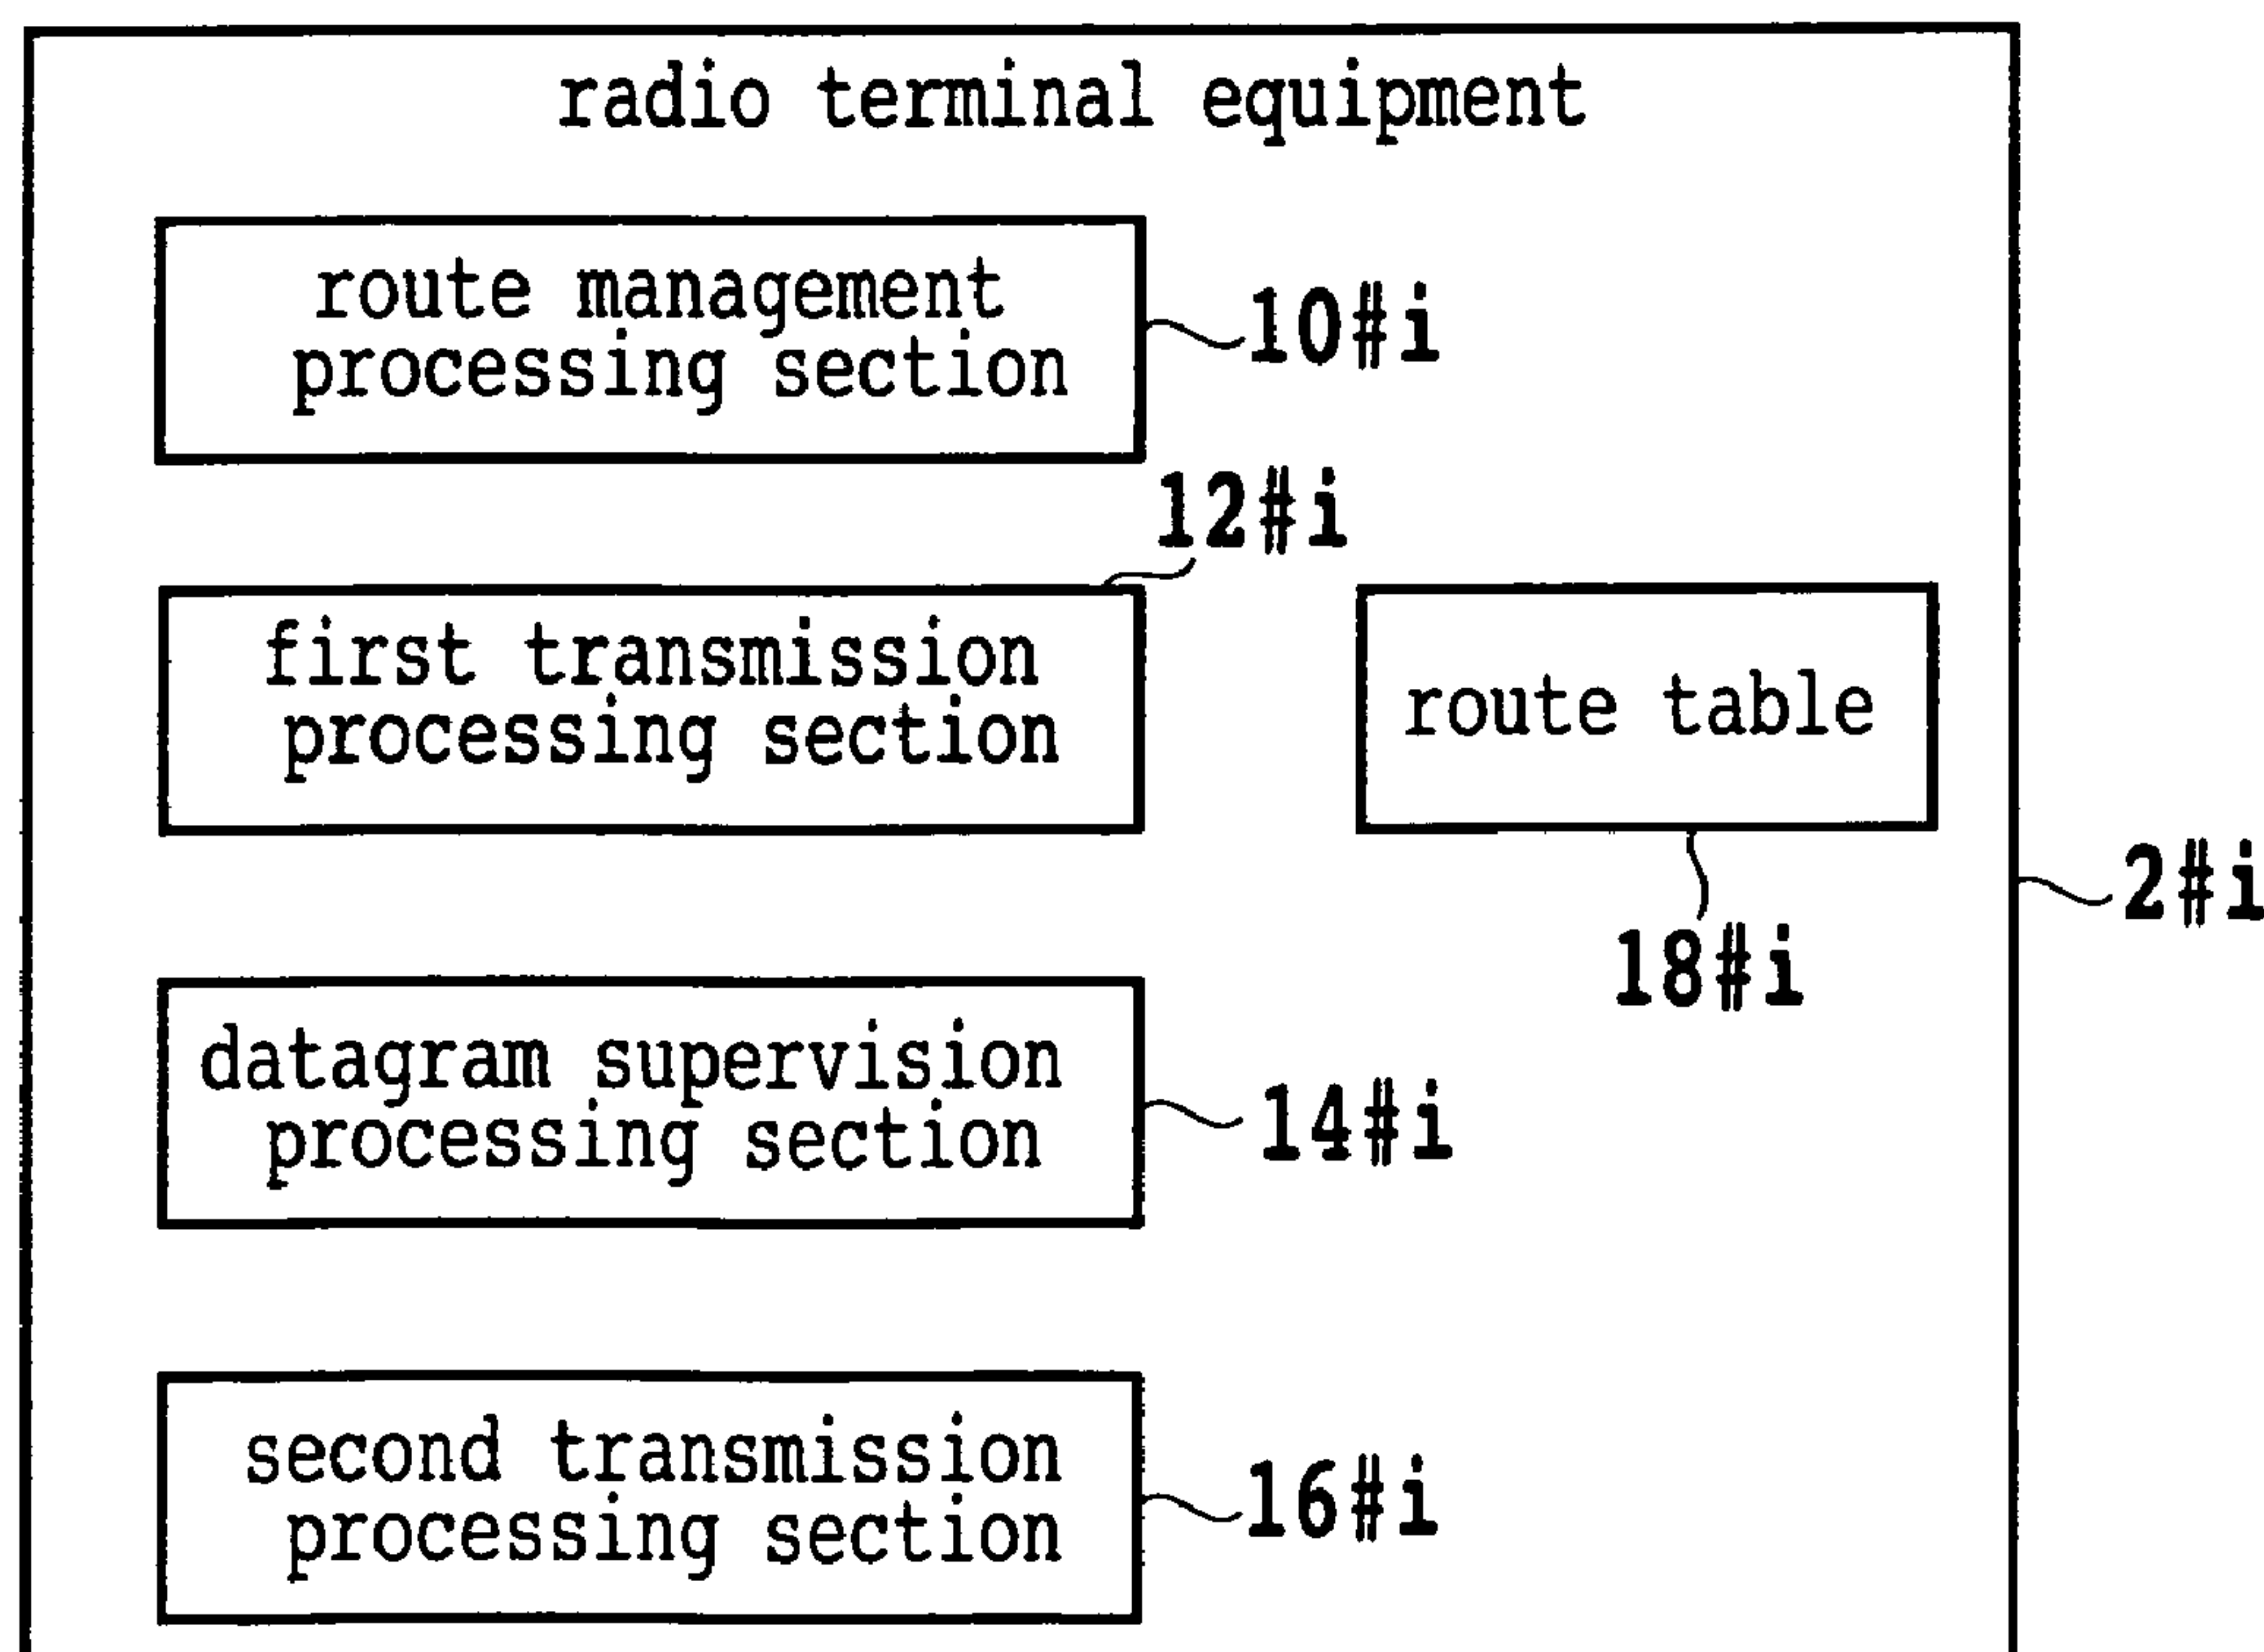 radio terminal equipment
route management
processing section
10#i
12#i
first transmission
processing section
route table
2#i
18#i
datagram supervision
processing section
14#i
second transmission
processing section
16#i